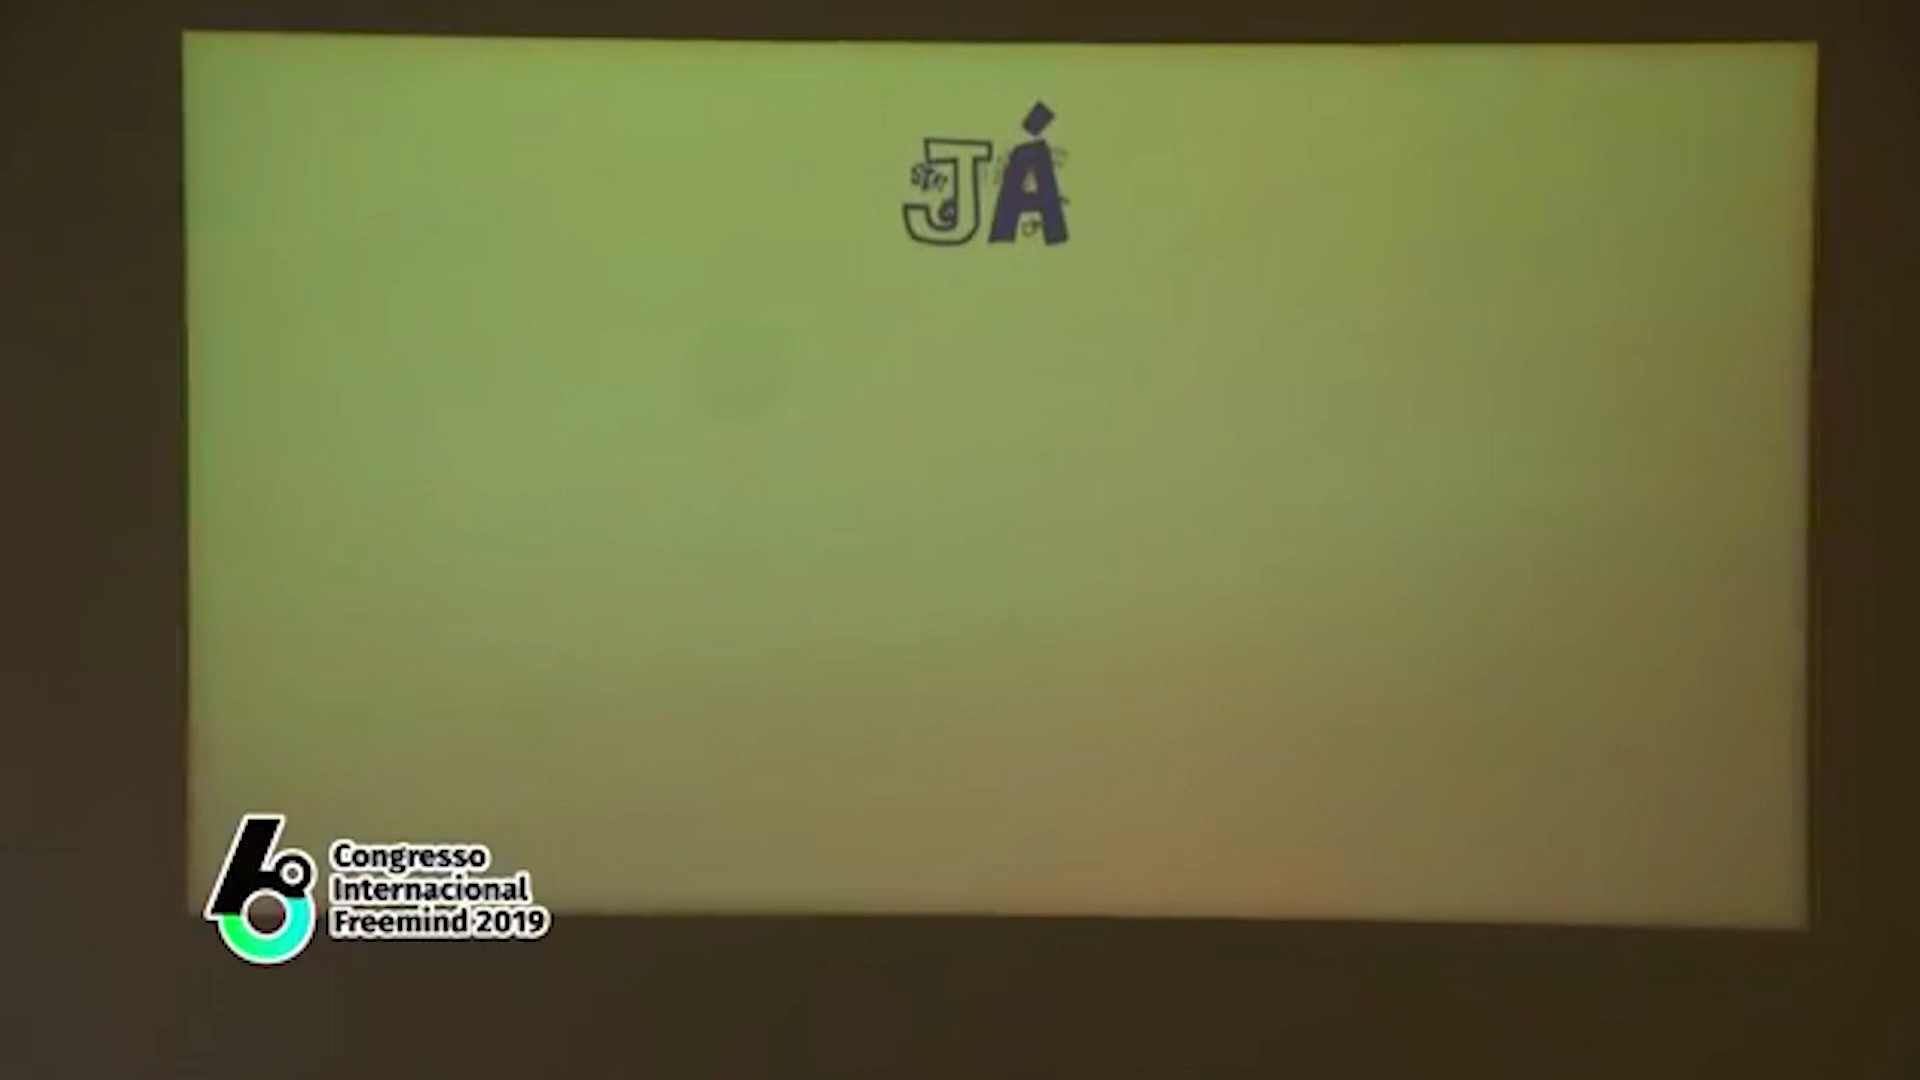 JÁ
6º
Congresso
Internacional
Freemind 2019